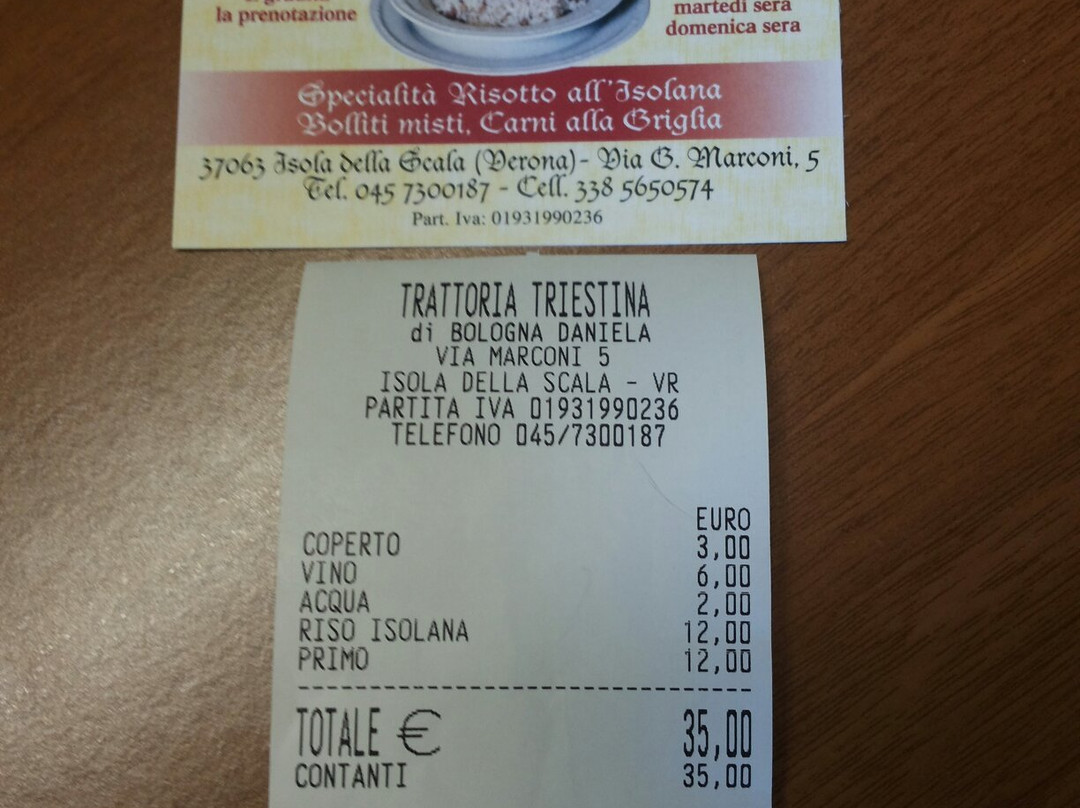 la prenotazione
martedì sera
domenica sera
Specialità Risotto all'Isolana
Bolliti misti, Carni alla Griglia
37063 Isola della Scala (Verona) - Via G. Marconi, 5
Tel. 045 7300187 - Cell. 338 5650574
Part. Iva: 01931990236
TRATTORIA TRIESTINA
di BOLOGNA DANIELA
VIA MARCONI 5
ISOLA DELLA SCALA - VR
PARTITA IVA 01931990236
TELEFONO 045/7300187
EURO
COPERTO 3,00
VINO 6,00
ACQUA 2,00
RISO ISOLANA 12,00
PRIMO 12,00
TOTALE € 35,00
CONTANTI 35,00